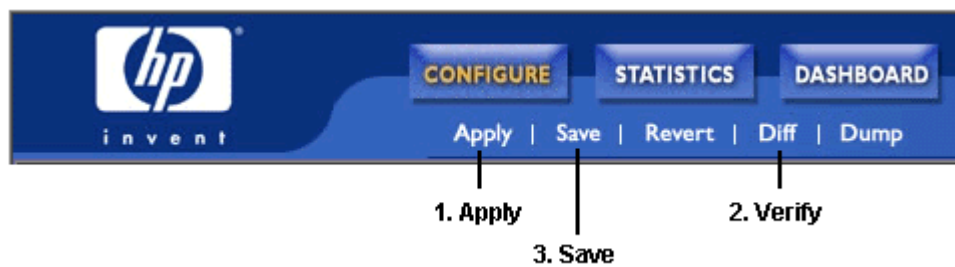 hp
invent
CONFIGURE STATISTICS DASHBOARD
Apply | Save | Revert | Diff | Dump
1. Apply 2. Verify
3. Save